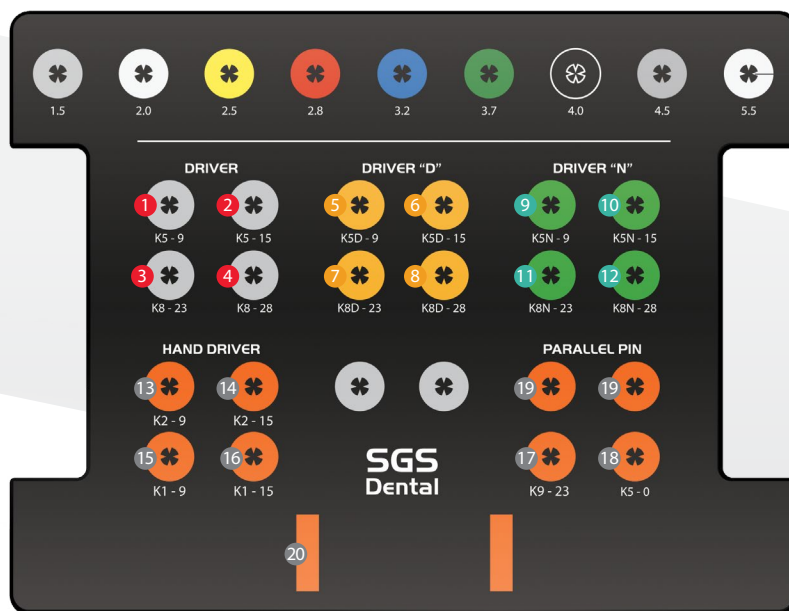 1.5 2.0 2.5 2.8 3.2 3.7 4.0 4.5 5.5
DRIVER DRIVER "D" DRIVER "N"
1 2 5 6 9 10
K5 - 9 K5 - 15 K5D - 9 K5D - 15 K5N - 9 K5N - 15
3 4 7 8 11 12
K8 - 23 K8 - 28 K8D - 23 K8D - 28 K8N - 23 K8N - 28
HAND DRIVER PARALLEL PIN
13 14 19 19
K2 - 9 K2 - 15
15 16 17 18
K1 - 9 K1 - 15 K9 - 23 K5 - 0
SGS
Dental
20